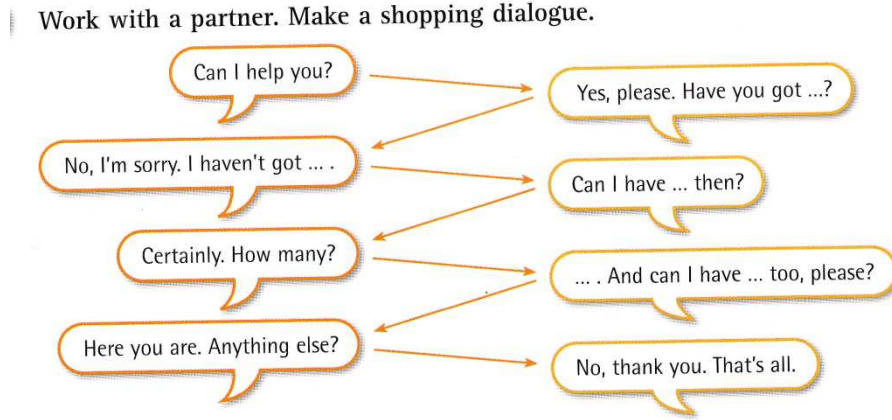 Work with a partner. Make a shopping dialogue.
Can I help you?
Yes, please. Have you got ...?
No, I'm sorry. I haven't got ... .
Can I have ... then?
Certainly. How many?
... . And can I have ... too, please?
Here you are. Anything else?
No, thank you. That's all.